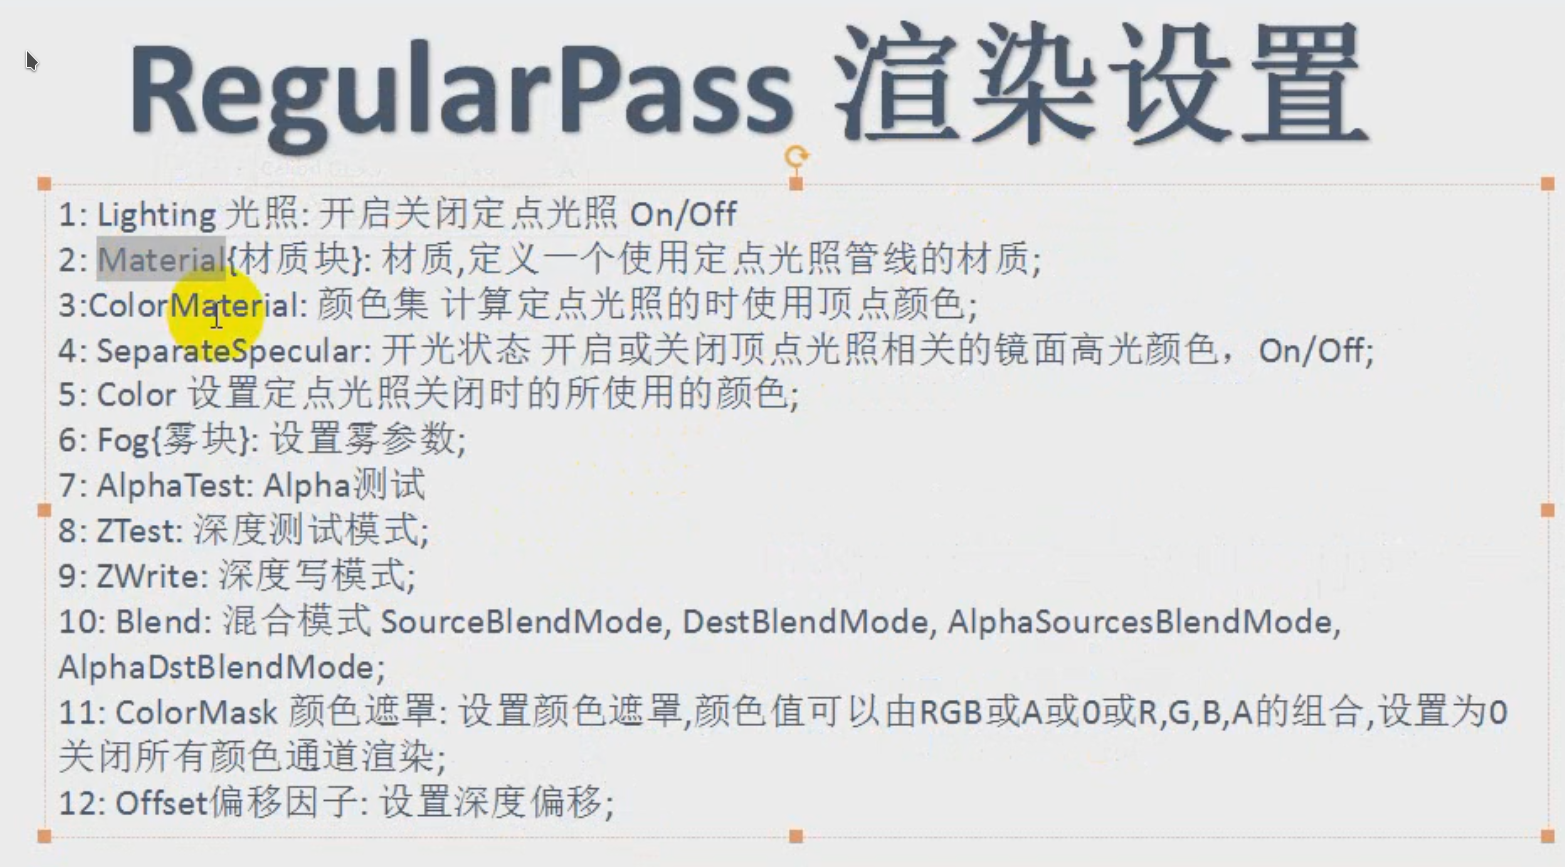 RegularPass 渲染设置
1: Lighting 光照: 开启关闭定点光照 On/Off
2: Material{材质块}: 材质,定义一个使用定点光照管线的材质;
3:ColorMaterial: 颜色集 计算定点光照的时使用顶点颜色;
4: SeparateSpecular: 开光状态 开启或关闭顶点光照相关的镜面高光颜色，On/Off;
5: Color 设置定点光照关闭时的所使用的颜色;
6: Fog{雾块}: 设置雾参数;
7: AlphaTest: Alpha测试
8: ZTest: 深度测试模式;
9: ZWrite: 深度写模式;
10: Blend: 混合模式 SourceBlendMode, DestBlendMode, AlphaSourcesBlendMode,
AlphaDstBlendMode;
11: ColorMask 颜色遮罩: 设置颜色遮罩,颜色值可以由RGB或A或0或R,G,B,A的组合,设置为0
关闭所有颜色通道渲染;
12: Offset偏移因子: 设置深度偏移;